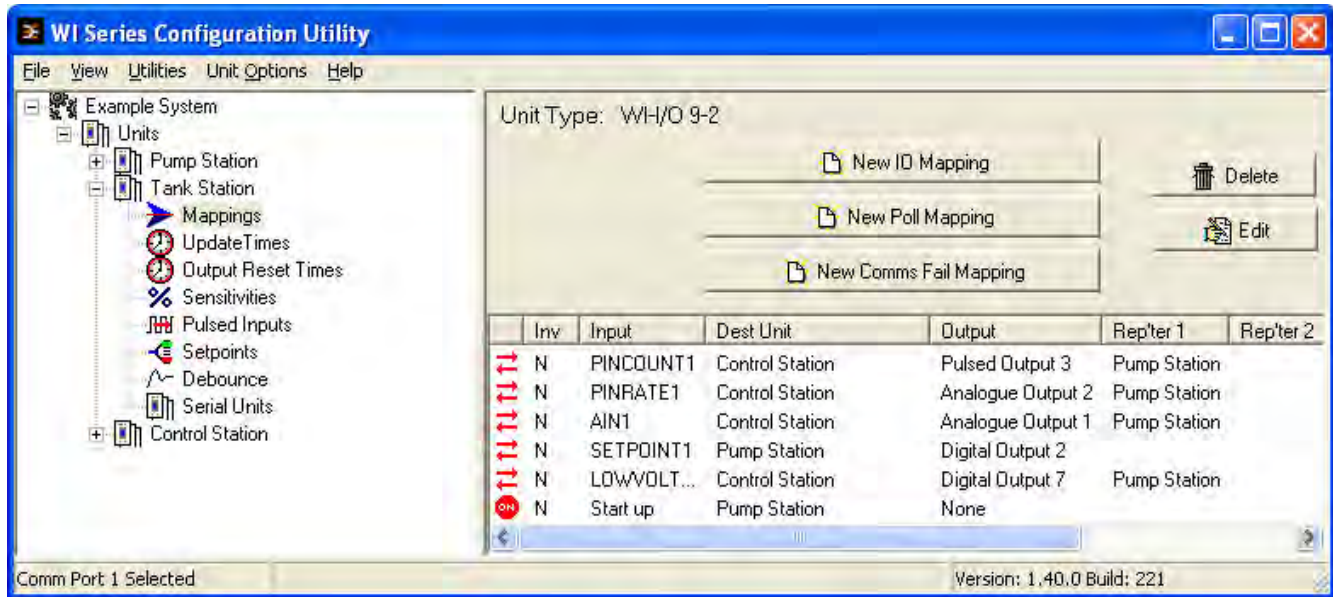 WI Series Configuration Utility
File View Utilities Unit Options Help
Example System
Units
Pump Station
Tank Station
Mappings
UpdateTimes
Output Reset Times
Sensitivities
Pulsed Inputs
Setpoints
Debounce
Serial Units
Control Station
Unit Type: WI-I/O 9-2
New IO Mapping
New Poll Mapping
New Comms Fail Mapping
Delete
Edit
Inv Input Dest Unit Output Rep'ter 1 Rep'ter 2
N PINCOUNT1 Control Station Pulsed Output 3 Pump Station
N PINRATE1 Control Station Analogue Output 2 Pump Station
N AIN1 Control Station Analogue Output 1 Pump Station
N SETPOINT1 Pump Station Digital Output 2
N LOWVOLT... Control Station Digital Output 7 Pump Station
ON N Start up Pump Station None
Comm Port 1 Selected
Version: 1.40.0 Build: 221